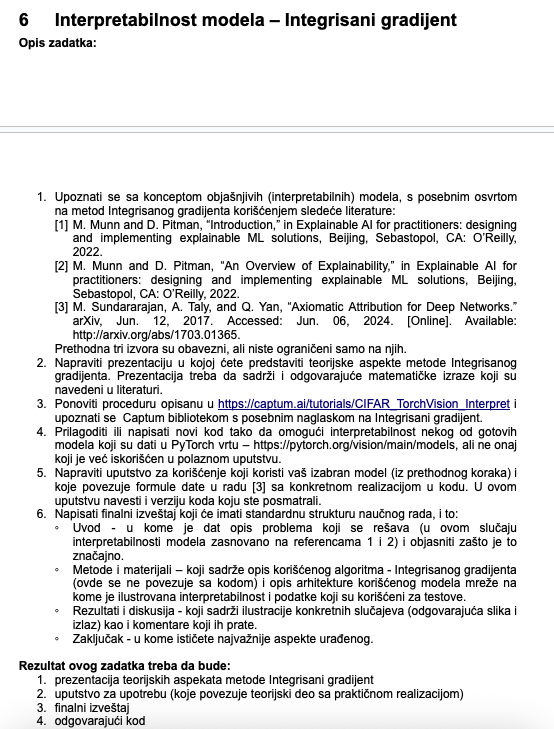 6 Interpretabilnost modela – Integrisani gradijent
Opis zadatka:
1. Upoznati se sa konceptom objašnjivih (interpretabilnih) modela, s posebnim osvrtom
na metod Integrisanog gradijenta korišćenjem sledeće literature:
[1] M. Munn and D. Pitman, “Introduction,” in Explainable AI for practitioners: designing
and implementing explainable ML solutions, Beijing, Sebastopol, CA: O’Reilly,
2022.
[2] M. Munn and D. Pitman, “An Overview of Explainability,” in Explainable AI for
practitioners: designing and implementing explainable ML solutions, Beijing,
Sebastopol, CA: O’Reilly, 2022.
[3] M. Sundararajan, A. Taly, and Q. Yan, “Axiomatic Attribution for Deep Networks.”
arXiv, Jun. 12, 2017. Accessed: Jun. 06, 2024. [Online]. Available:
http://arxiv.org/abs/1703.01365.
Prethodna tri izvora su obavezni, ali niste ograničeni samo na njih.
2. Napraviti prezentaciju u kojoj ćete predstaviti teorijske aspekte metode Integrisanog
gradijenta. Prezentacija treba da sadrži i odgovarajuće matematičke izraze koji su
navedeni u literaturi.
3. Ponoviti proceduru opisanu u https://captum.ai/tutorials/CIFAR_TorchVision_Interpret i
upoznati se Captum bibliotekom s posebnim naglaskom na Integrisani gradijent.
4. Prilagoditi ili napisati novi kod tako da omogući interpretabilnost nekog od gotovih
modela koji su dati u PyTorch vrtu – https://pytorch.org/vision/main/models, ali ne onaj
koji je već iskorišćen u polaznom uputstvu.
5. Napraviti uputstvo za korišćenje koji koristi vaš izabran model (iz prethodnog koraka) i
koje povezuje formule date u radu [3] sa konkretnom realizacijom u kodu. U ovom
uputstvu navesti i verziju koda koju ste posmatrali.
6. Napisati finalni izveštaj koji će imati standardnu strukturu naučnog rada, i to:
◦ Uvod - u kome je dat opis problema koji se rešava (u ovom slučaju
interpretabilnosti modela zasnovano na referencama 1 i 2) i objasniti zašto je to
značajno.
◦ Metode i materijali – koji sadrže opis korišćenog algoritma - Integrisanog gradijenta
(ovde se ne povezuje sa kodom) i opis arhitekture korišćenog modela mreže na
kome je ilustrovana interpretabilnost i podatke koji su korišćeni za testove.
◦ Rezultati i diskusija - koji sadrži ilustracije konkretnih slučajeva (odgovarajuća slika i
izlaz) kao i komentare koji ih prate.
◦ Zaključak - u kome ističete najvažnije aspekte urađenog.
Rezultat ovog zadatka treba da bude:
1. prezentacija teorijskih aspekata metode Integrisani gradijent
2. uputstvo za upotrebu (koje povezuje teorijski deo sa praktičnom realizacijom)
3. finalni izveštaj
4. odgovarajući kod